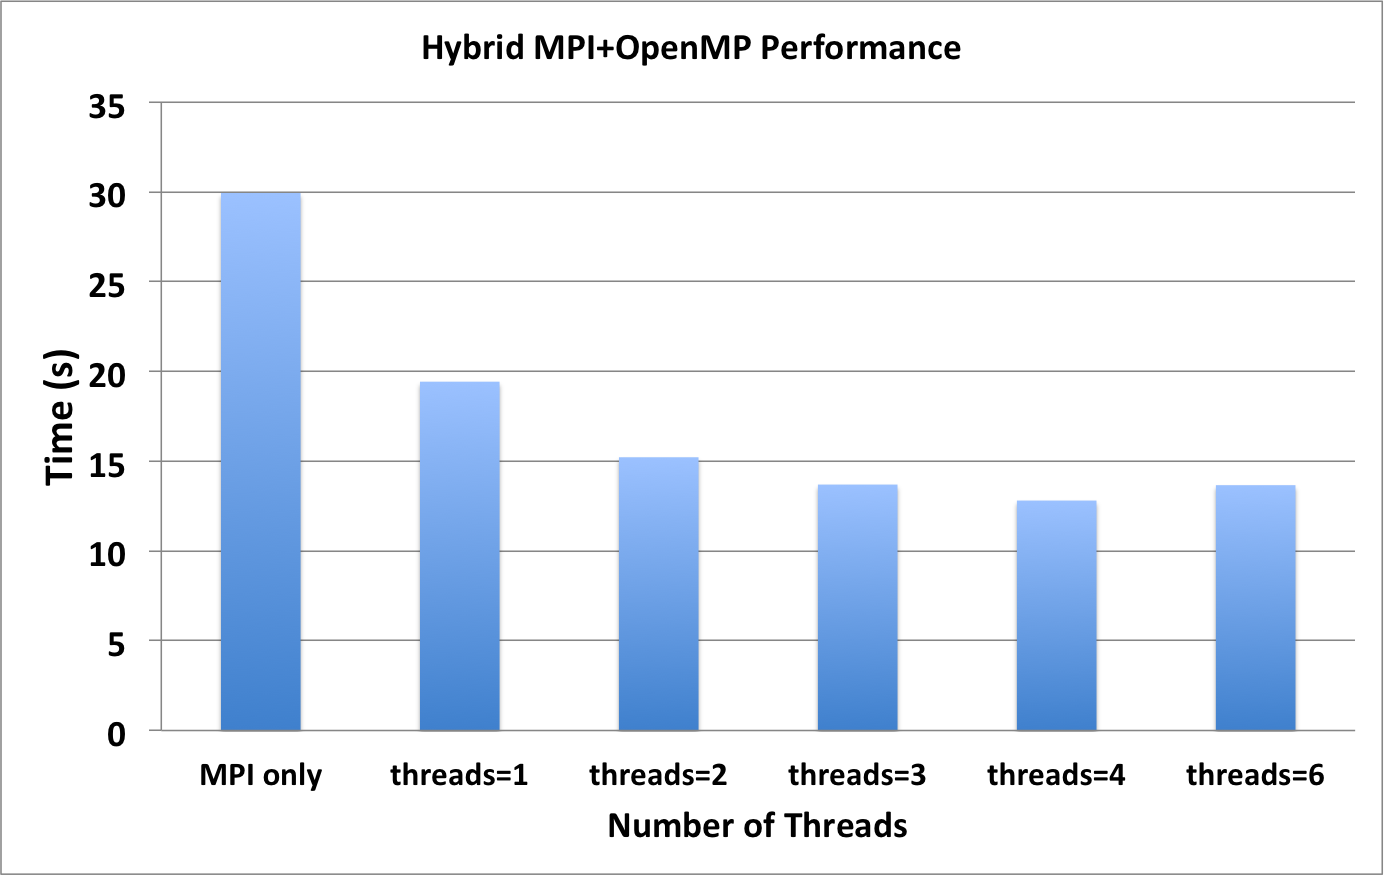 Hybrid MPI+OpenMP Performance
35
30
25
20
15
10
5
0
Time (s)
MPI only threads=1 threads=2 threads=3 threads=4 threads=6
Number of Threads